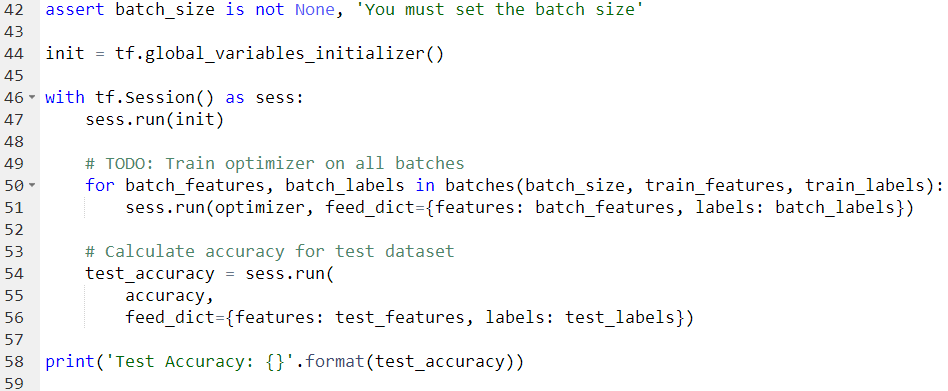 42 assert batch_size is not None, 'You must set the batch size'
43
44 init = tf.global_variables_initializer()
45
46 with tf.Session() as sess:
47     sess.run(init)
48
49     # TODO: Train optimizer on all batches
50     for batch_features, batch_labels in batches(batch_size, train_features, train_labels):
51         sess.run(optimizer, feed_dict={features: batch_features, labels: batch_labels})
52
53     # Calculate accuracy for test dataset
54     test_accuracy = sess.run(
55         accuracy,
56         feed_dict={features: test_features, labels: test_labels})
57
58 print('Test Accuracy: {}'.format(test_accuracy))
59